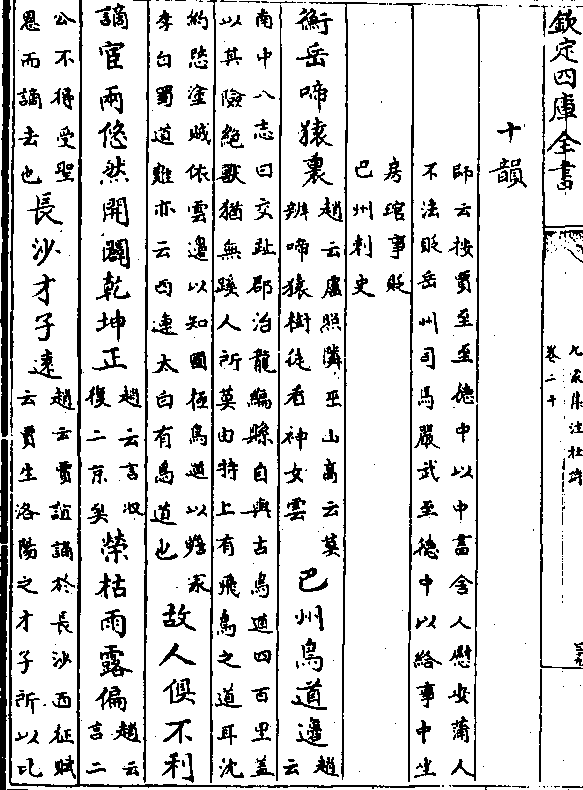 欽定四庫全書
九家集注杜詩
卷二十
十韻
師云按賈至至德中以中書舍人慰安蒲人
不法貶岳州司馬嚴武至德中以給事中坐
房琯事貶
巴州刺史
衡岳啼猿裏趙云盧照隣巫山高云莫辨啼猿樹徒看神女雲巴州鳥道邊趙云
南中八志曰交趾郡治龍編縣自興古鳥道四百里蓋
以其險絶獸猶無蹊人所莫由特上有飛鳥之道耳沈
約愍塗賊依雲邊以知國極鳥道以瞻家
李白蜀道難亦云西連太白有鳥道也故人俱不利
謫宦兩悠然開闢乾坤正趙云言収復二京矣榮枯雨露偏趙云言二
公不得受聖恩而謫去也長沙才子遠趙云賈誼謫於長沙西征賦云賈生洛陽之才子所以比